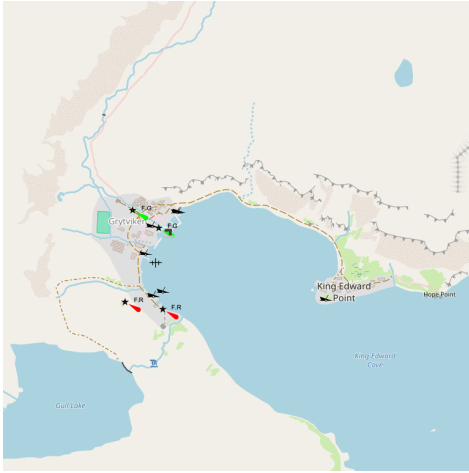 F.G
Grytviken
F.G
King Edward
Point
Hope Point
F.R
F.R
King Edward
Cove
Gull Lake